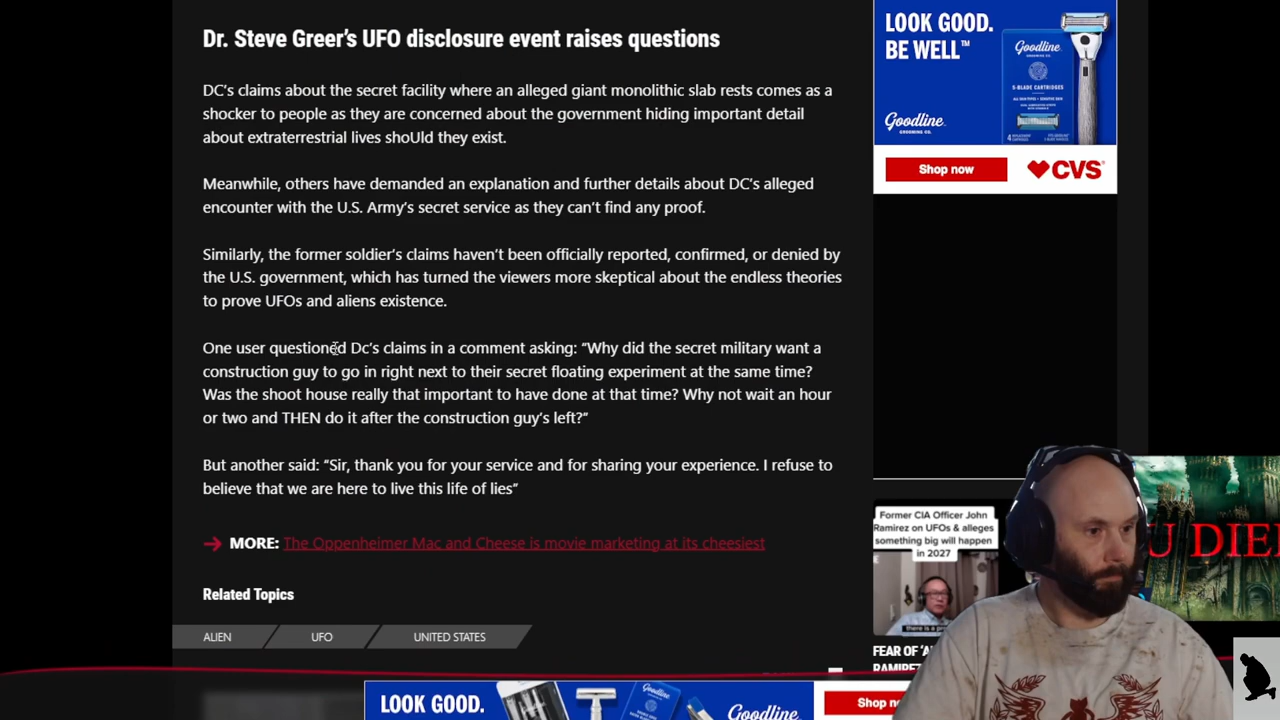 Dr. Steve Greer's UFO disclosure event raises questions
DC's claims about the secret facility where an alleged giant monolithic slab rests comes as a
shocker to people. They are concerned about the government hiding important detail
about extraterrestrial lives shoUld they exist.
Meanwhile, others have demanded an explanation and further details about DC's alleged
encounter with the U.S. Army's secret service as they can't find any proof.
Similarly, the former soldier's claims haven't been officially reported, confirmed, or denied by
the U.S. government, which has turned the viewers more skeptical about the endless theories
to prove UFOs and aliens existence.
One user questioned Dc's claims in a comment asking: “Why did the secret military want a
construction guy to go in right next to their secret floating experiment at the same time?
Was the shoot house really that important to have done at that time? Why not wait an hour
or two and THEN do it after the construction guy's left?”
But another said: “Sir, thank you for your service and for sharing your experience. I refuse to
believe that we are here to live this life of lies”
MORE: The Oppenheimer Mac and Cheese is movie marketing at its cheesiest
Related Topics
ALIEN
UFO
UNITED STATES
LOOK GOOD.
BE WELL™
Goodline
GROOMING CO.
5-BLADE CARTRIDGES
Goodline
GROOMING CO.
Shop now
CVS
Former CIA Officer John
Ramirez on UFOs & alleges
something big will happen
in 2027
there is a
FEAR OF
U DIE
LOOK GOOD.
Goodline
Goodline
Shop